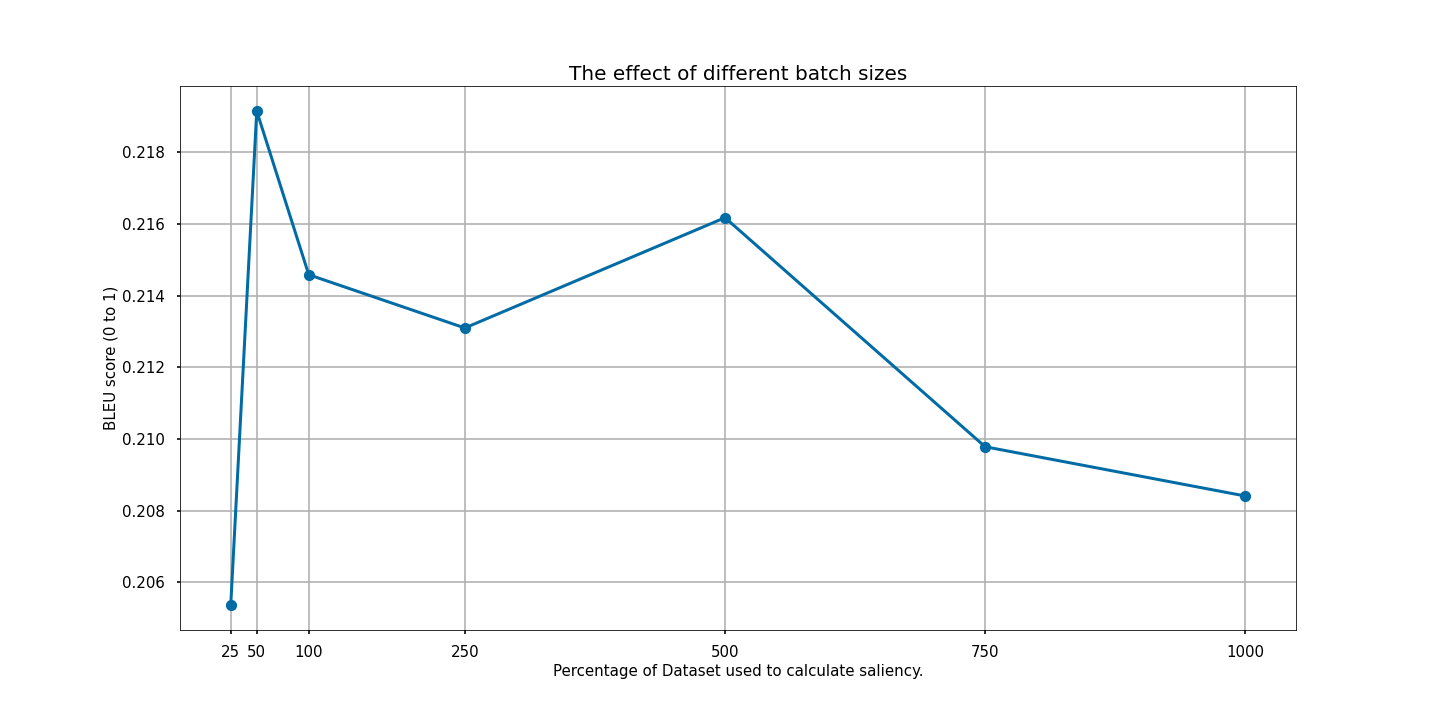 The effect of different batch sizes
0.218
0.216
0.214
0.212
0.210
0.208
0.206
BLEU score (0 to 1)
25 50 100 250 500 750 1000
Percentage of Dataset used to calculate saliency.